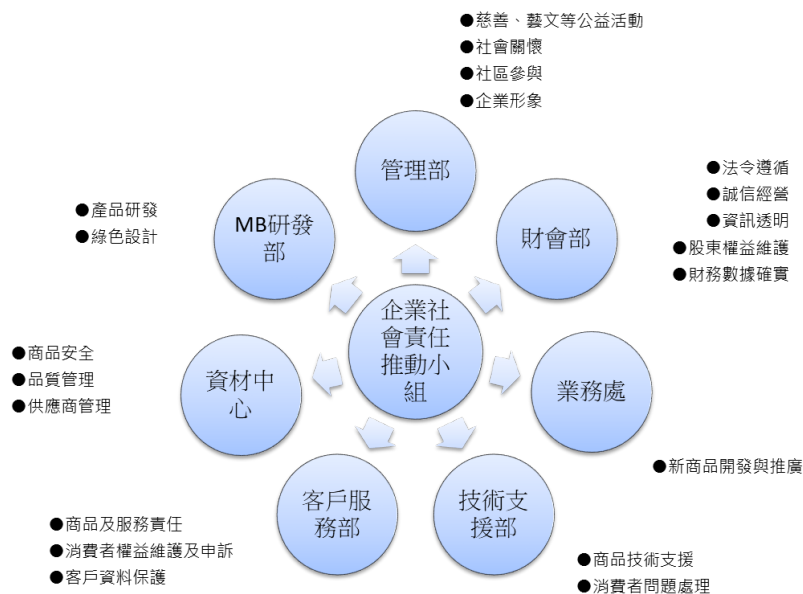 ●慈善、藝文等公益活動
●社會關懷
●社區參與
●企業形象
管理部
●法令遵循
●誠信經營
●資訊透明
●股東權益維護
●財務數據確實
財會部
業務處
●新商品開發與推廣
技術支
援部
●商品技術支援
●消費者問題處理
客戶服
務部
●商品及服務責任
●消費者權益維護及申訴
●客戶資料保護
資材中
心
●商品安全
●品質管理
●供應商管理
MB研發
部
●產品研發
●綠色設計
企業社
會責任
推動小
組